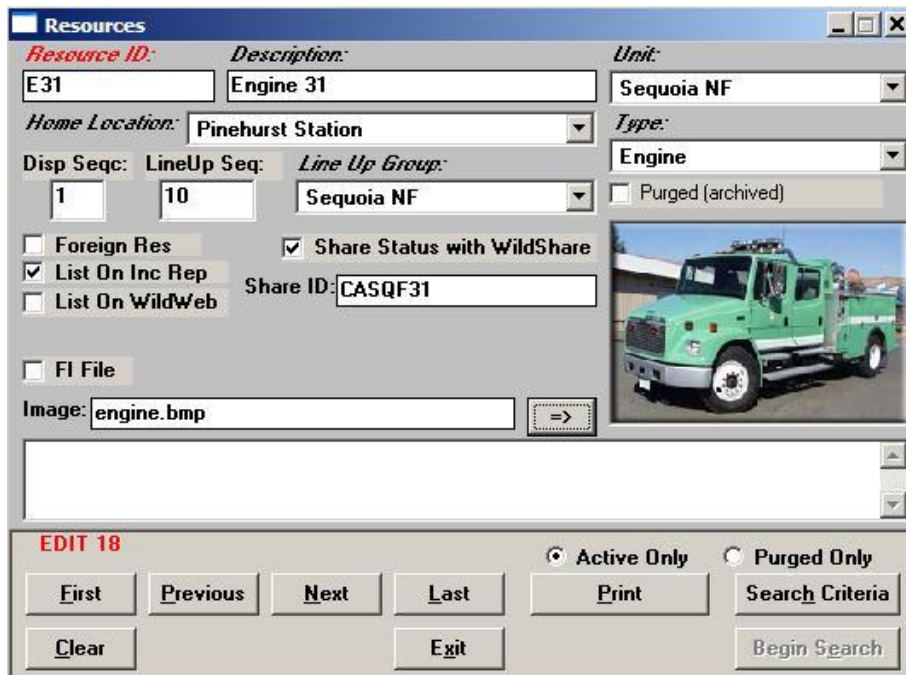 Resources
Resource ID: Description: Unit:
E31 Engine 31 Sequoia NF
Home Location: Pinehurst Station Type:
Engine
Disp Seqc: LineUp Seq: Line Up Group:
1 10 Sequoia NF Purged (archived)
Foreign Res Share Status with WildShare
List On Inc Rep
Share ID: CASQF31
List On WildWeb
FI File
Image: engine.bmp =>
EDIT 18
Active Only Purged Only
First Previous Next Last Print Search Criteria
Clear Exit Begin Search